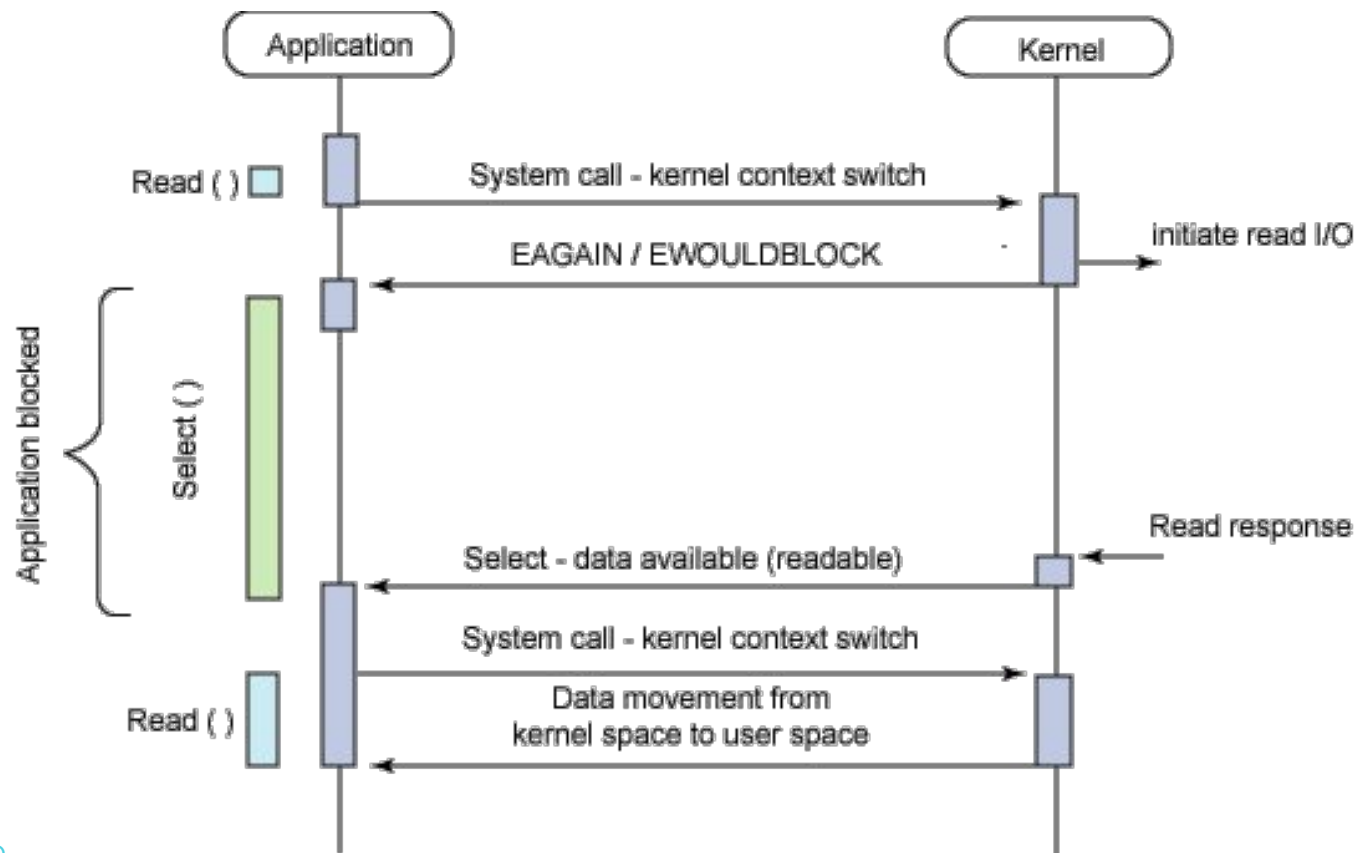 Application
Kernel
Read ( )
System call - kernel context switch
initiate read I/O
EAGAIN / EWOULDBLOCK
Application blocked
Select ( )
Read response
Select - data available (readable)
System call - kernel context switch
Read ( )
Data movement from
kernel space to user space